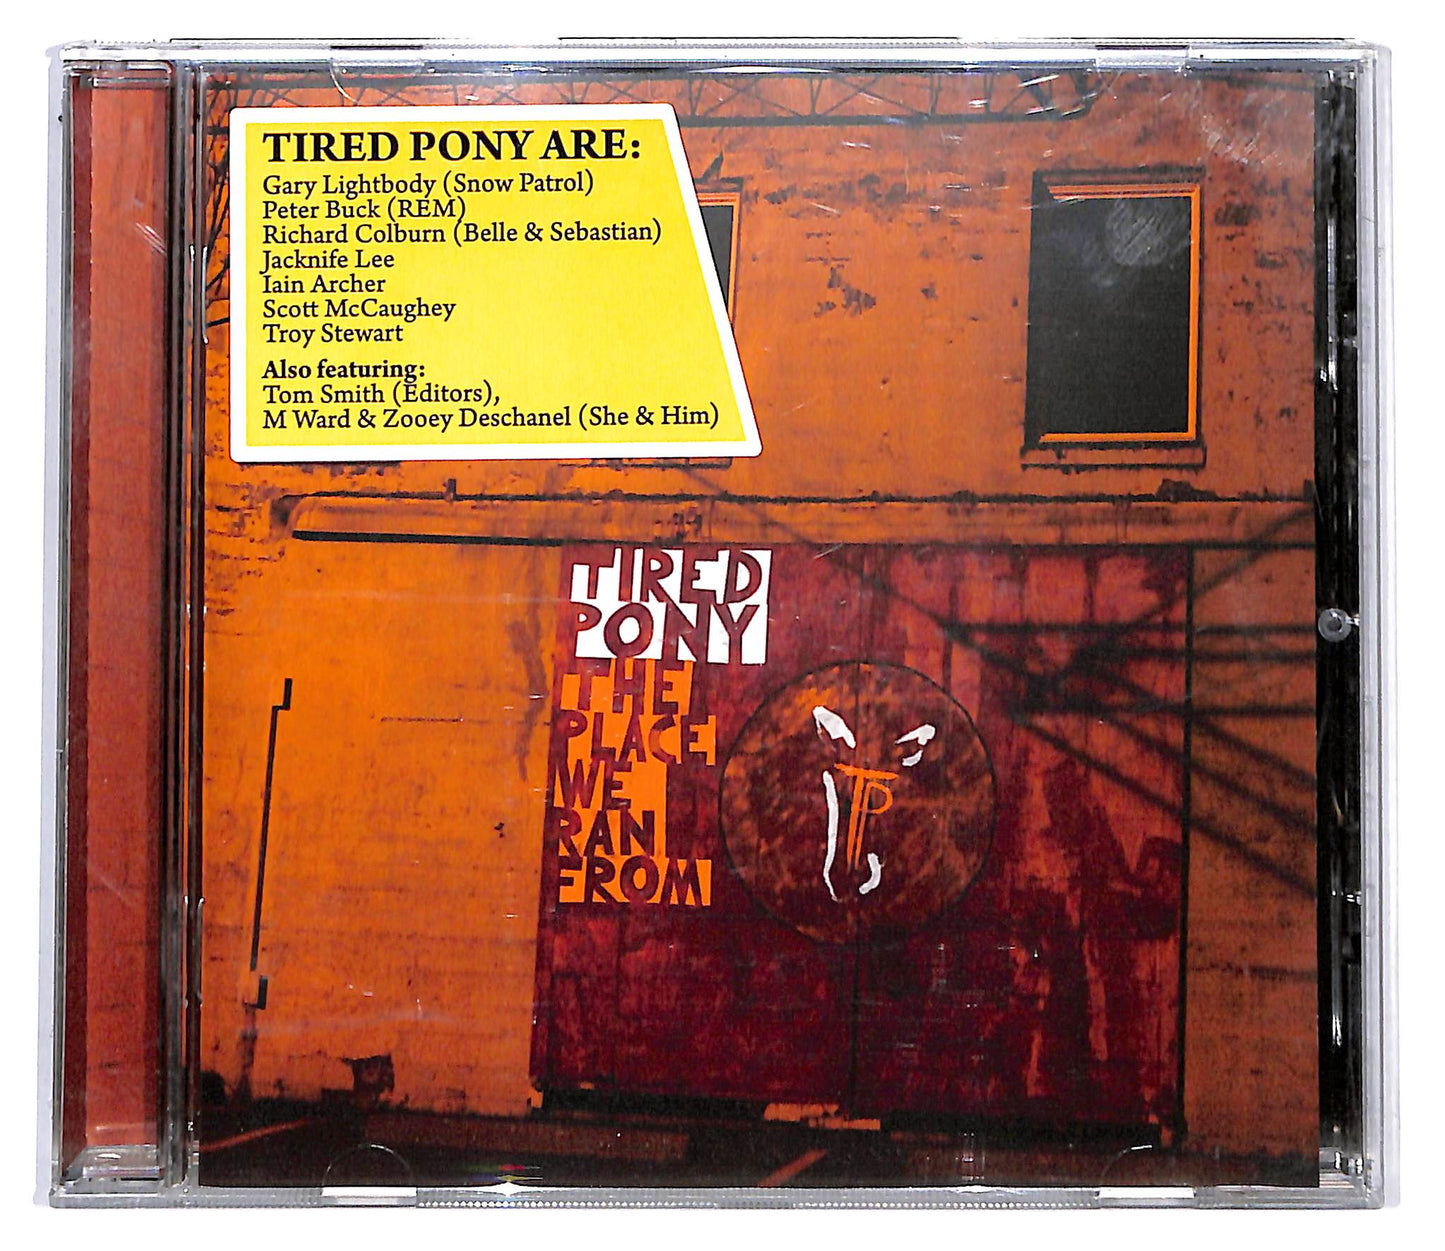 TIRED PONY ARE:
Gary Lightbody (Snow Patrol)
Peter Buck (REM)
Richard Colburn (Belle & Sebastian)
Jacknife Lee
Iain Archer
Scott McCaughey
Troy Stewart
Also featuring:
Tom Smith (Editors),
M Ward & Zooey Deschanel (She & Him)
TIRED
PONY
THE
PLACE
WE
RAN
FROM
TP